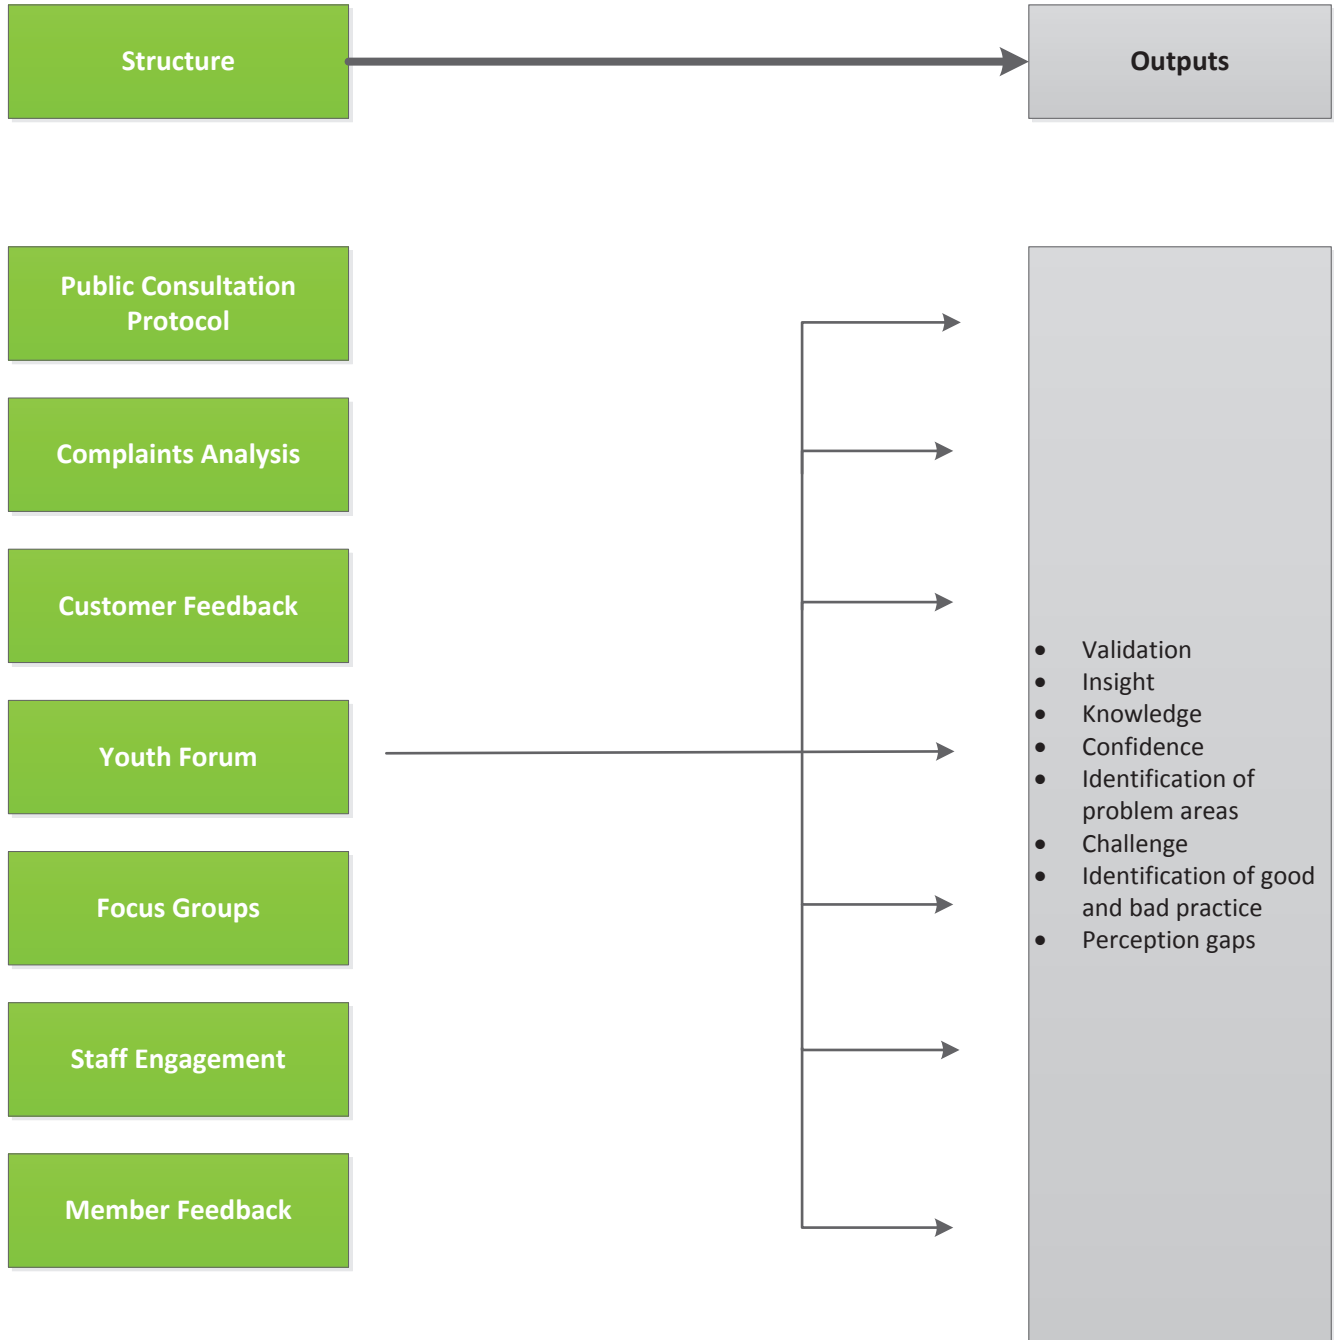 Structure
Outputs
Public Consultation
Protocol
Complaints Analysis
Customer Feedback
Youth Forum
Focus Groups
Staff Engagement
Member Feedback
• Validation
• Insight
• Knowledge
• Confidence
• Identification of
problem areas
• Challenge
• Identification of good
and bad practice
• Perception gaps